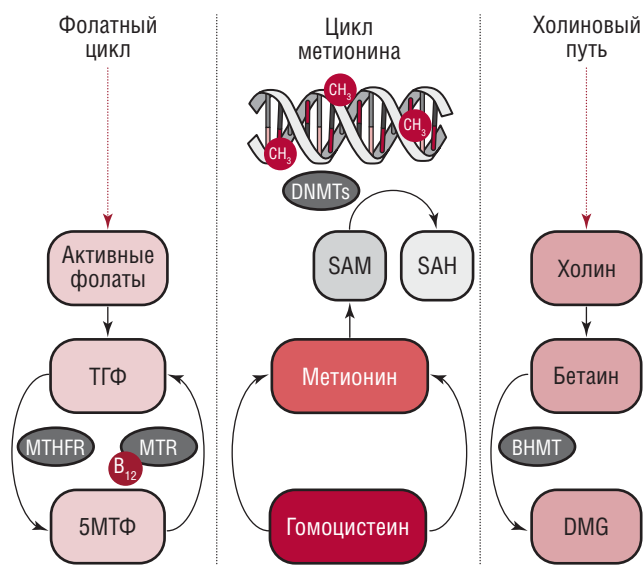 Фолатный
цикл
Активные
фолаты
ТГФ
MTHFR
MTR
B12
5МТФ
Цикл
метионина
CH3
CH3
CH3
DNMTs
SAM
SAH
Метионин
Гомоцистеин
Холиновый
путь
Холин
Бетаин
BHMT
DMG